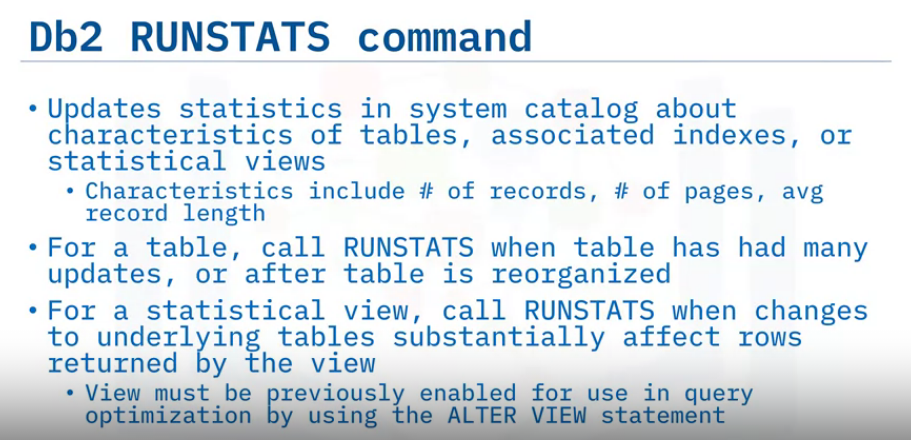 Db2 RUNSTATS command
• Updates statistics in system catalog about
characteristics of tables, associated indexes, or
statistical views
• Characteristics include # of records, # of pages, avg
record length
• For a table, call RUNSTATS when table has had many
updates, or after table is reorganized
• For a statistical view, call RUNSTATS when changes
to underlying tables substantially affect rows
returned by the view
• View must be previously enabled for use in query
optimization by using the ALTER VIEW statement